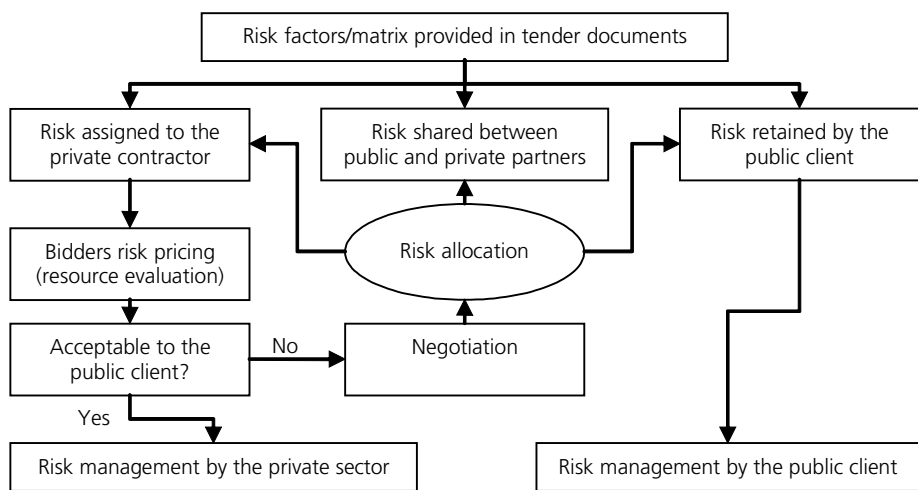 Risk factors/matrix provided in tender documents
Risk assigned to the
private contractor
Risk shared between
public and private partners
Risk retained by the
public client
Bidders risk pricing
(resource evaluation)
Risk allocation
Acceptable to the
public client?
No
Negotiation
Yes
Risk management by the private sector
Risk management by the public client